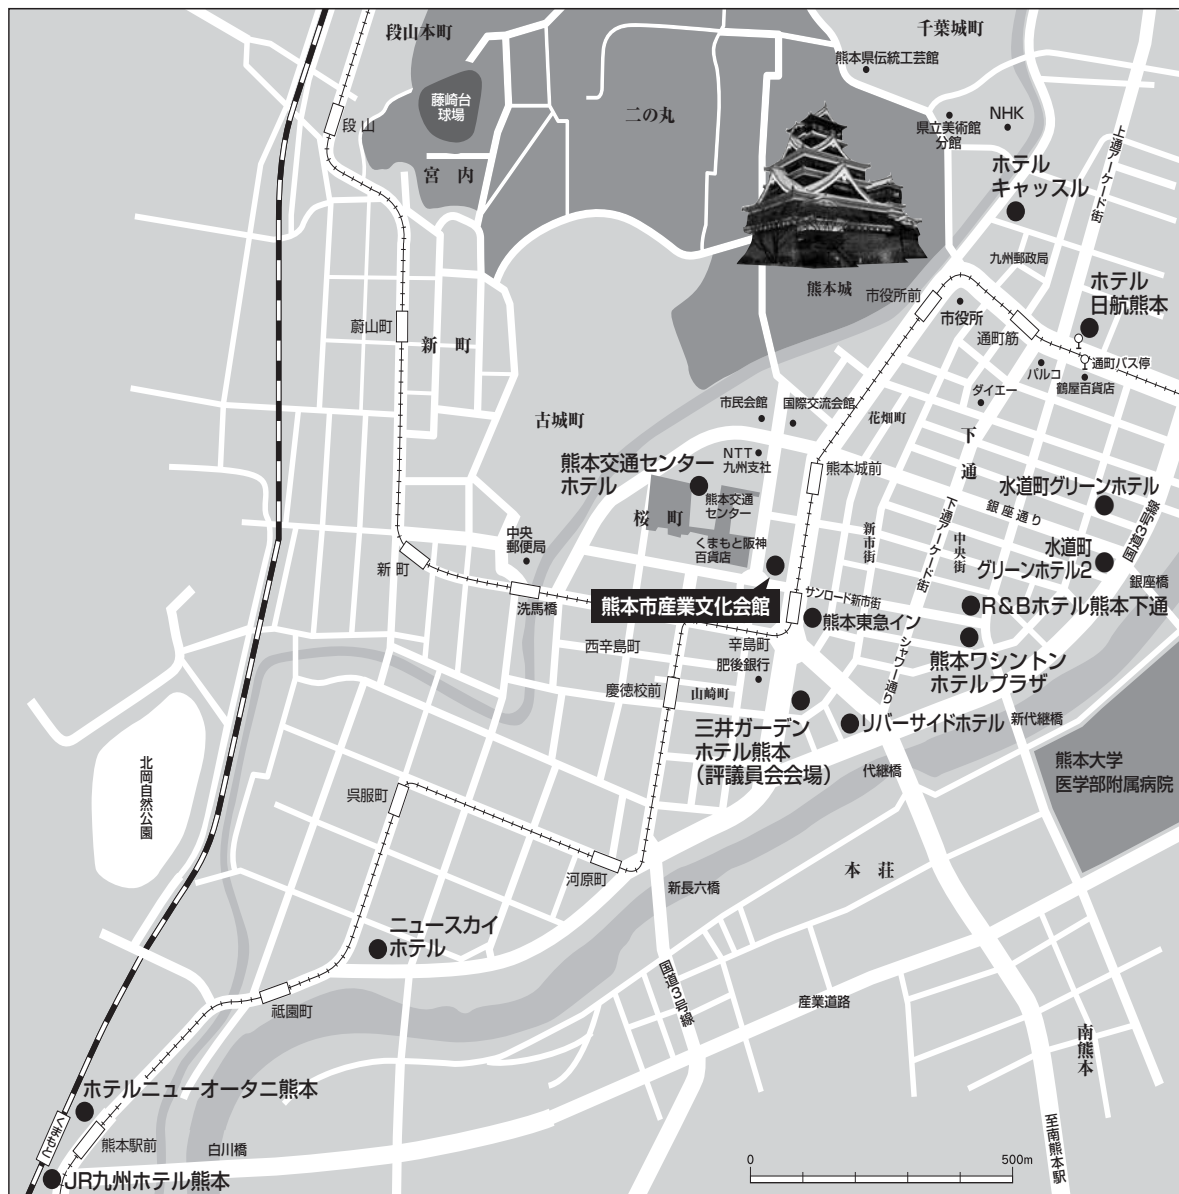 段山本町
千葉城町
熊本県伝統工芸館
藤崎台
球場
二の丸
NHK
県立美術館
分館
段山
上通アーケード街
ホテル
キャッスル
宮内
九州郵政局
ホテル
日航熊本
熊本城
市役所前
市役所
蔚山町
新町
通町筋
通町バス停
パルコ
鶴屋百貨店
ダイエー
市民会館
国際交流会館
花畑町
古城町
下通
NTT
九州支社
熊本交通センター
ホテル
熊本城前
水道町グリーンホテル
熊本交通
センター
桜町
銀座通り
下通アーケード街
国道3号線
新市街
中央街
中央
郵便局
くまもと阪神
百貨店
水道町
グリーンホテル2
新町
銀座橋
洗馬橋
熊本市産業文化会館
サンロード新市街
R&Bホテル熊本下通
熊本東急イン
西辛島町
辛島町
シャワー通り
熊本ワシントン
ホテルプラザ
肥後銀行
慶徳校前
山崎町
三井ガーデン
ホテル熊本
(評議員会会場)
リバーサイドホテル
新代継橋
代継橋
熊本大学
医学部附属病院
北岡自然公園
呉服町
河原町
本荘
新長六橋
ニュースカイ
ホテル
国道3号線
産業道路
祇園町
南熊本
ホテルニューオータニ熊本
くまもと
熊本駅前
白川橋
至南熊本駅
JR九州ホテル熊本
0
500m